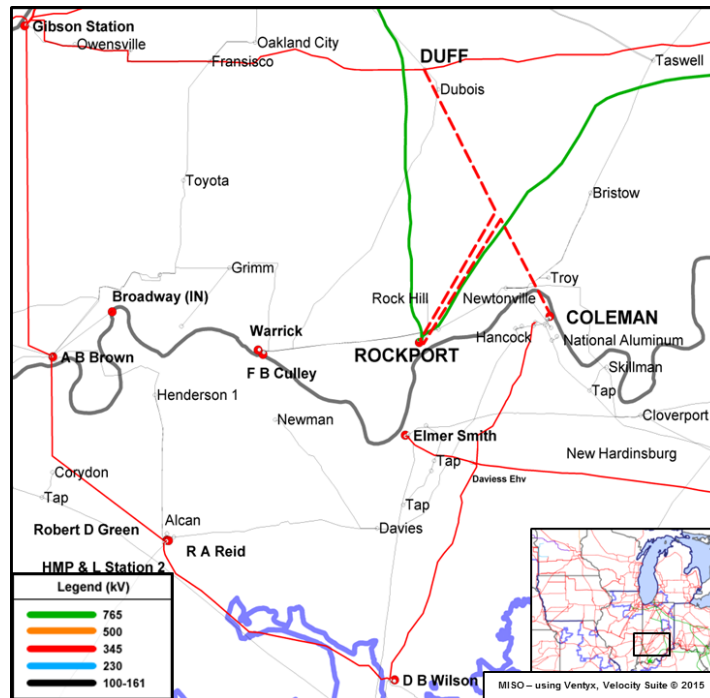 Gibson Station
Owensville
Oakland City
Fransisco
DUFF
Dubois
Taswell
Toyota
Bristow
Grimm
Broadway (IN)
Rock Hill
Newtonville
Troy
COLEMAN
Warrick
Hancock
National Aluminum
A B Brown
ROCKPORT
F B Culley
Skillman
Henderson 1
Tap
Newman
Cloverport
Elmer Smith
New Hardinsburg
Tap
Corydon
Daviess Ehv
Tap
Tap
Robert D Green
Alcan
Davies
R A Reid
HMP & L Station 2
Legend (kV)
765
500
345
230
100-161
D B Wilson
MISO – using Ventyx, Velocity Suite © 2015